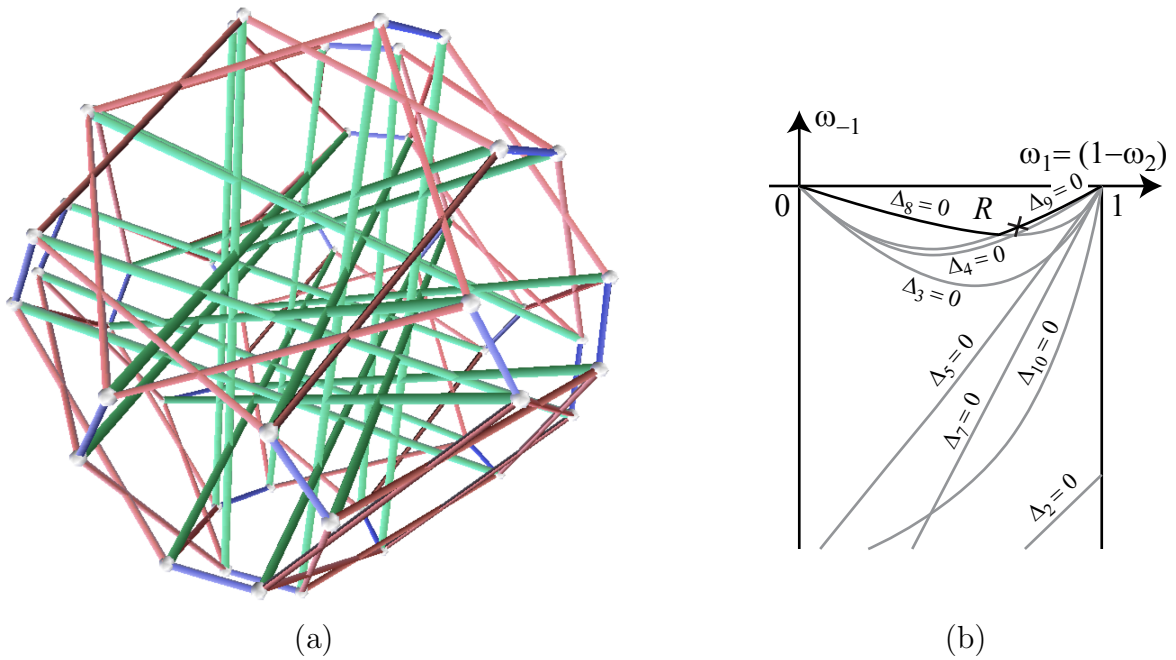 ω₋₁
ω₁= (1−ω₂)
0
Δ₈ = 0
R
Δ₉ = 0
1
Δ₄ = 0
Δ₃ = 0
Δ₅ = 0
Δ₁₀ = 0
Δ₇ = 0
Δ₂ = 0
(a)
(b)